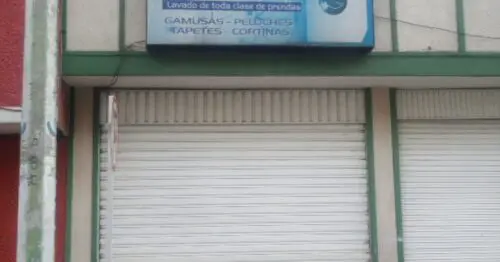 Lavado de toda clase de prendas
GAMUSAS - PELUCHES
TAPETES - CORTINAS